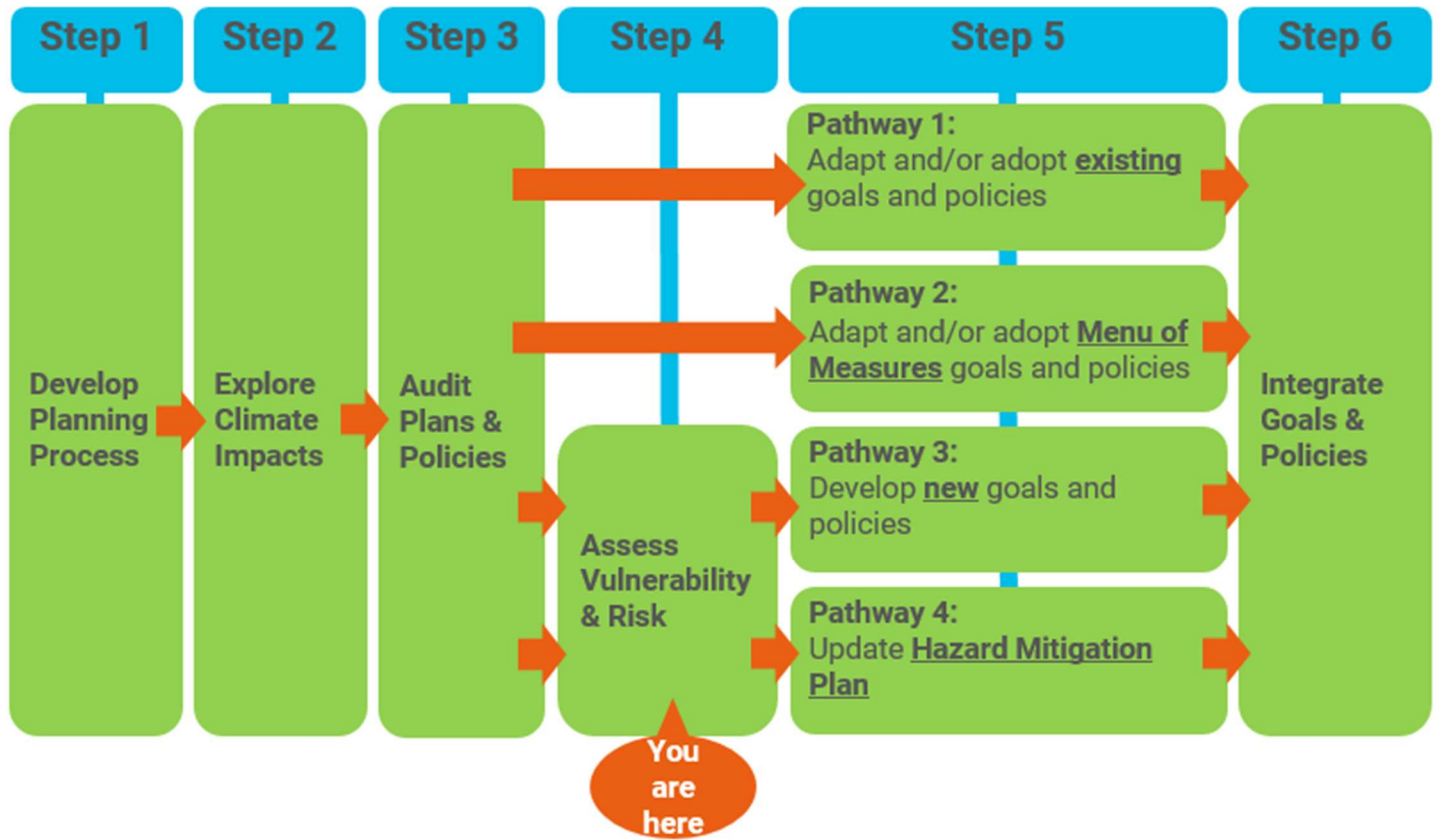 Step 1
Step 2
Step 3
Step 4
Step 5
Step 6
Develop
Planning
Process
Explore
Climate
Impacts
Audit
Plans &
Policies
Assess
Vulnerability
& Risk
You
are
here
Pathway 1:
Adapt and/or adopt existing
goals and policies
Pathway 2:
Adapt and/or adopt Menu of
Measures goals and policies
Pathway 3:
Develop new goals and
policies
Pathway 4:
Update Hazard Mitigation
Plan
Integrate
Goals &
Policies